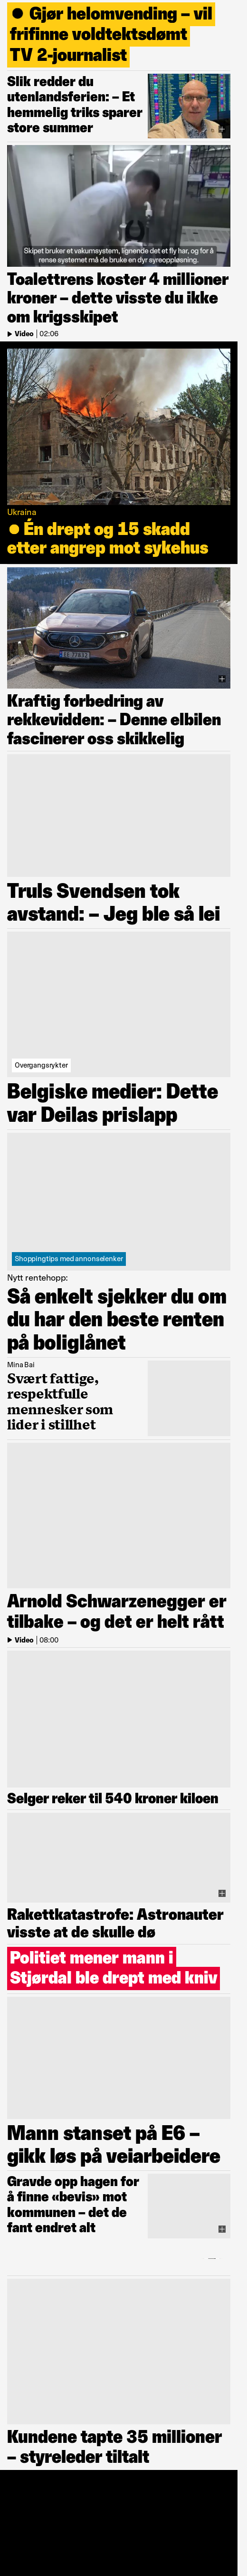 Gjør helomvending – vil
frifinne voldtektsdømt
TV 2-journalist
Slik redder du
utenlandsferien: – Et
hemmelig triks sparer
store summer
Skipet bruker et vakumsystem, lignende det et fly har, og for å
rense systemet må de bruke en dyr syreoppløsning.
Toalettrens koster 4 millioner
kroner – dette visste du ikke
om krigsskipet
Video | 02:06
Ukraina
Én drept og 15 skadd
etter angrep mot sykehus
Kraftig forbedring av
rekkevidden: – Denne elbilen
fascinerer oss skikkelig
Truls Svendsen tok
avstand: – Jeg ble så lei
Overgangsrykter
Belgiske medier: Dette
var Deilas prislapp
Shoppingtips med annonselenker
Nytt rentehopp:
Så enkelt sjekker du om
du har den beste renten
på boliglånet
Mina Bai
Svært fattige,
respektfulle
mennesker som
lider i stillhet
Arnold Schwarzenegger er
tilbake – og det er helt rått
Video | 08:00
Selger reker til 540 kroner kiloen
Rakettkatastrofe: Astronauter
visste at de skulle dø
Politiet mener mann i
Stjørdal ble drept med kniv
Mann stanset på E6 –
gikk løs på veiarbeidere
Gravde opp hagen for
å finne «bevis» mot
kommunen – det de
fant endret alt
Kundene tapte 35 millioner
– styreleder tiltalt